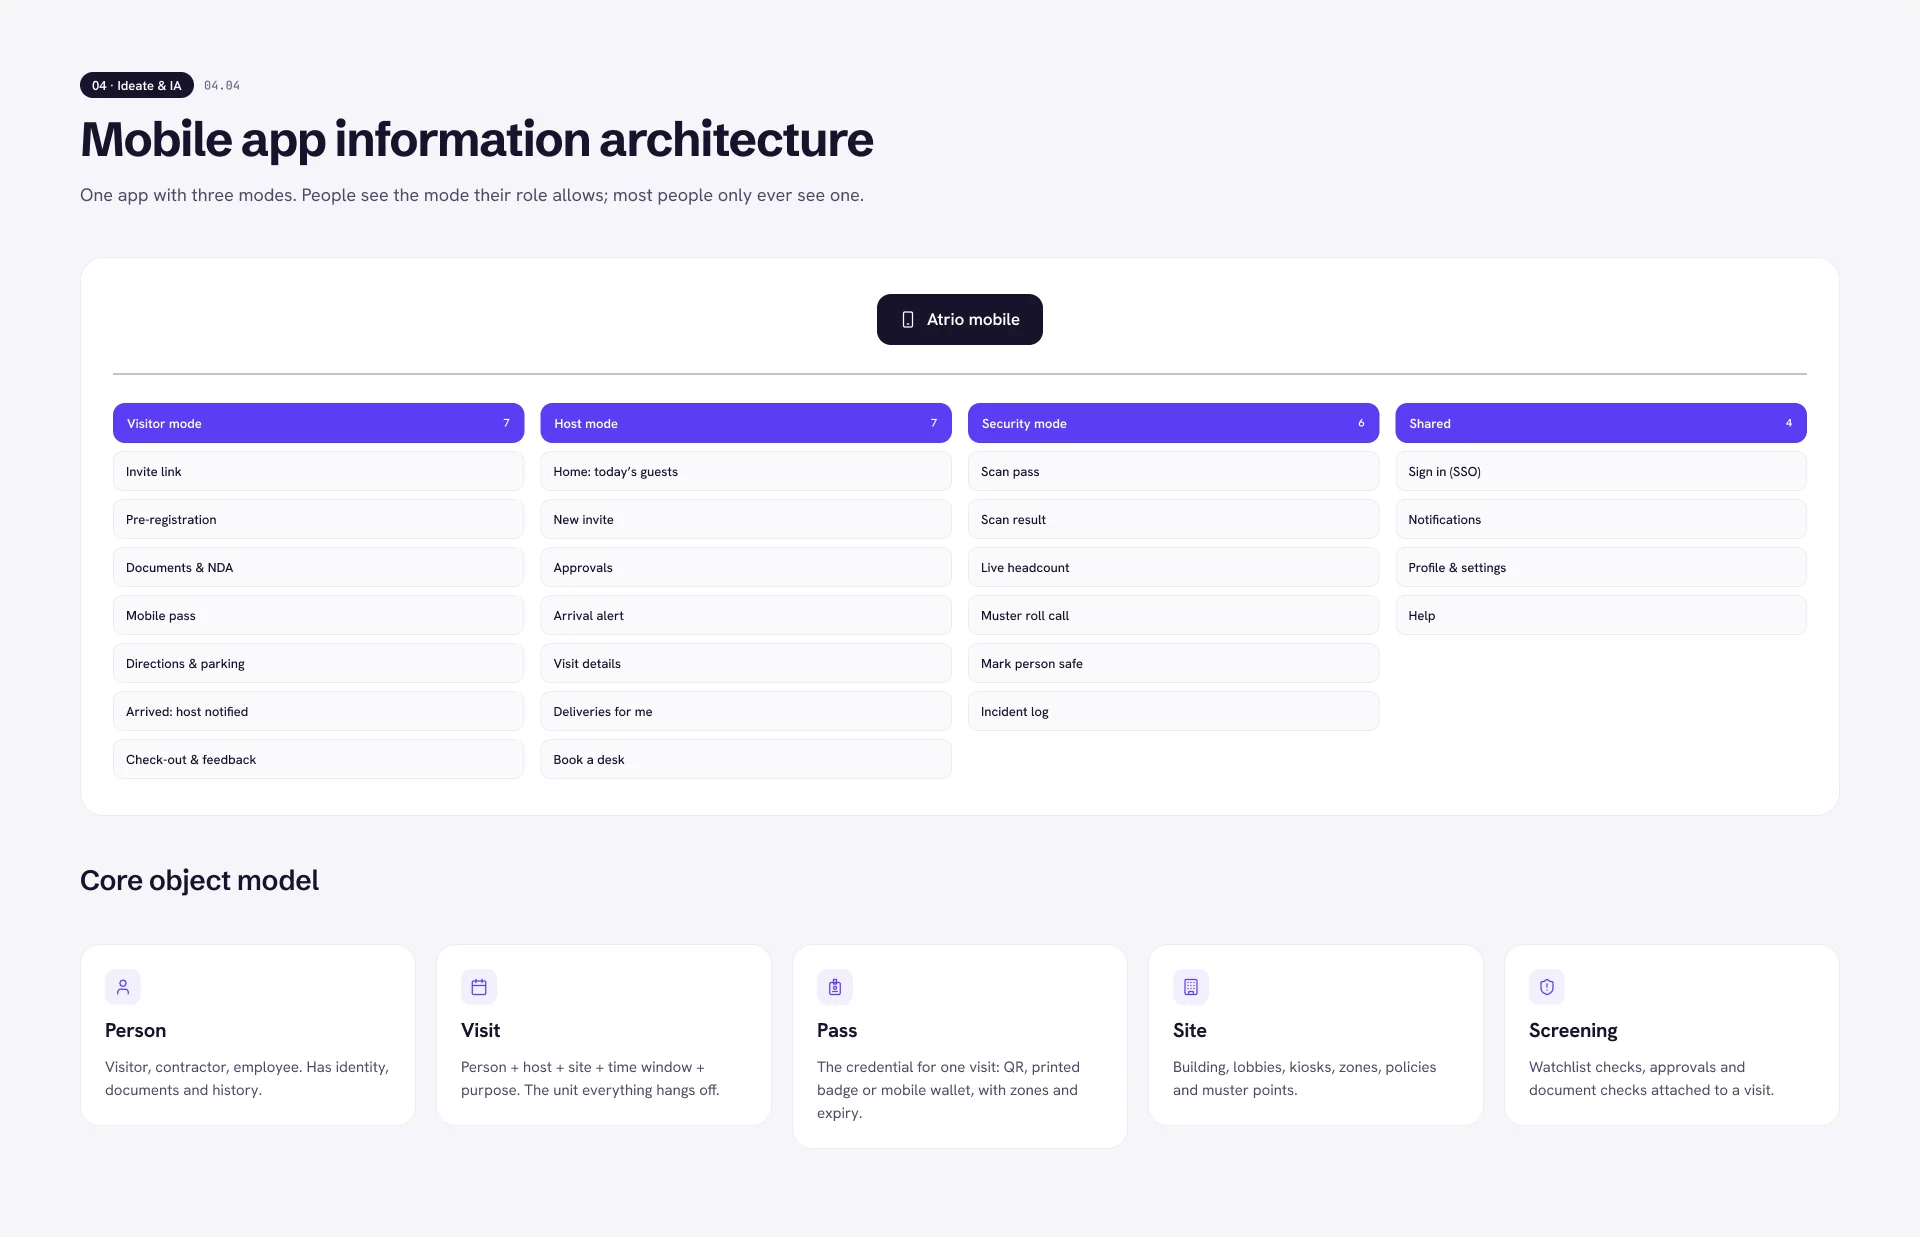 04 · Ideate & IA
04.04
Mobile app information architecture
One app with three modes. People see the mode their role allows; most people only ever see one.
Atrio mobile
Visitor mode 7
Invite link
Pre-registration
Documents & NDA
Mobile pass
Directions & parking
Arrived: host notified
Check-out & feedback
Host mode 7
Home: today’s guests
New invite
Approvals
Arrival alert
Visit details
Deliveries for me
Book a desk
Security mode 6
Scan pass
Scan result
Live headcount
Muster roll call
Mark person safe
Incident log
Shared 4
Sign in (SSO)
Notifications
Profile & settings
Help
Core object model
Person
Visitor, contractor, employee. Has identity,
documents and history.
Visit
Person + host + site + time window +
purpose. The unit everything hangs off.
Pass
The credential for one visit: QR, printed
badge or mobile wallet, with zones and
expiry.
Site
Building, lobbies, kiosks, zones, policies
and muster points.
Screening
Watchlist checks, approvals and
document checks attached to a visit.